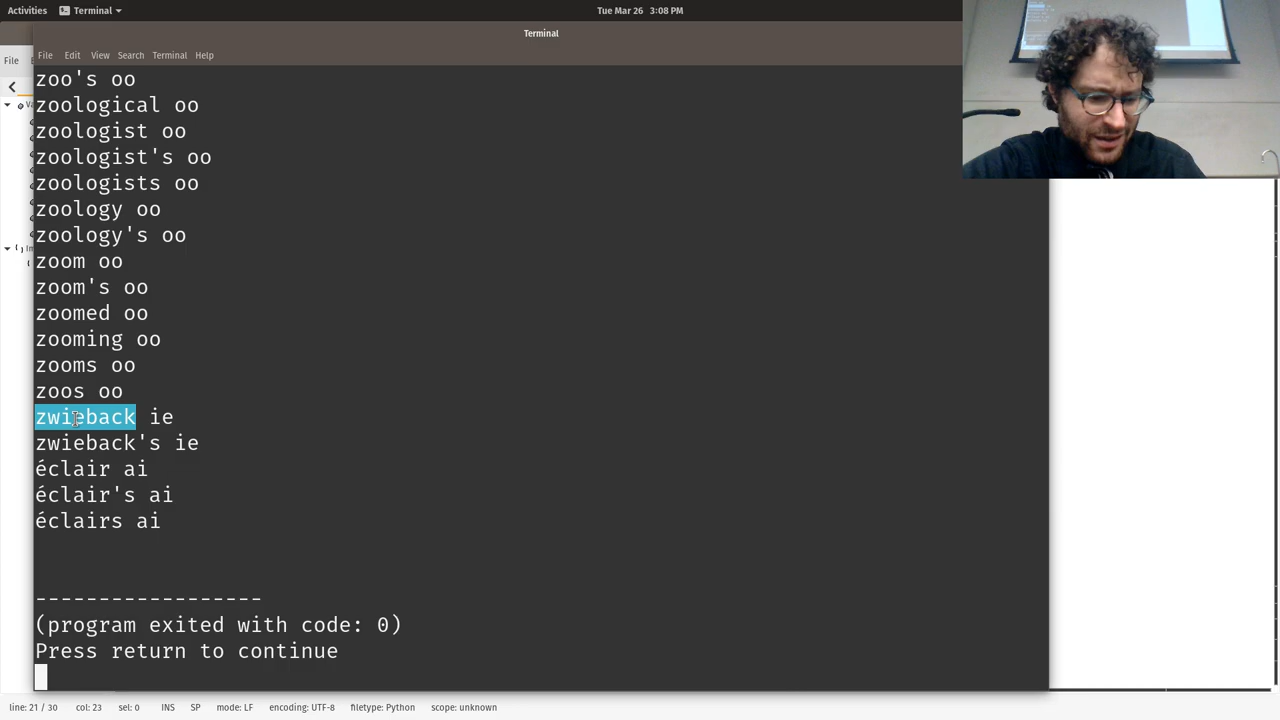 Activities Terminal Tue Mar 26 3:08 PM
Terminal
File
File Edit View Search Terminal Help
zoo's oo
zoological oo
zoologist oo
zoologist's oo
zoologists oo
zoology oo
zoology's oo
zoom oo
zoom's oo
zoomed oo
zooming oo
zooms oo
zoos oo
zwieback ie
zwieback's ie
éclair ai
éclair's ai
éclairs ai
------------------
(program exited with code: 0)
Press return to continue
line: 21 / 30 col: 23 sel: 0 INS SP mode: LF encoding: UTF-8 filetype: Python scope: unknown